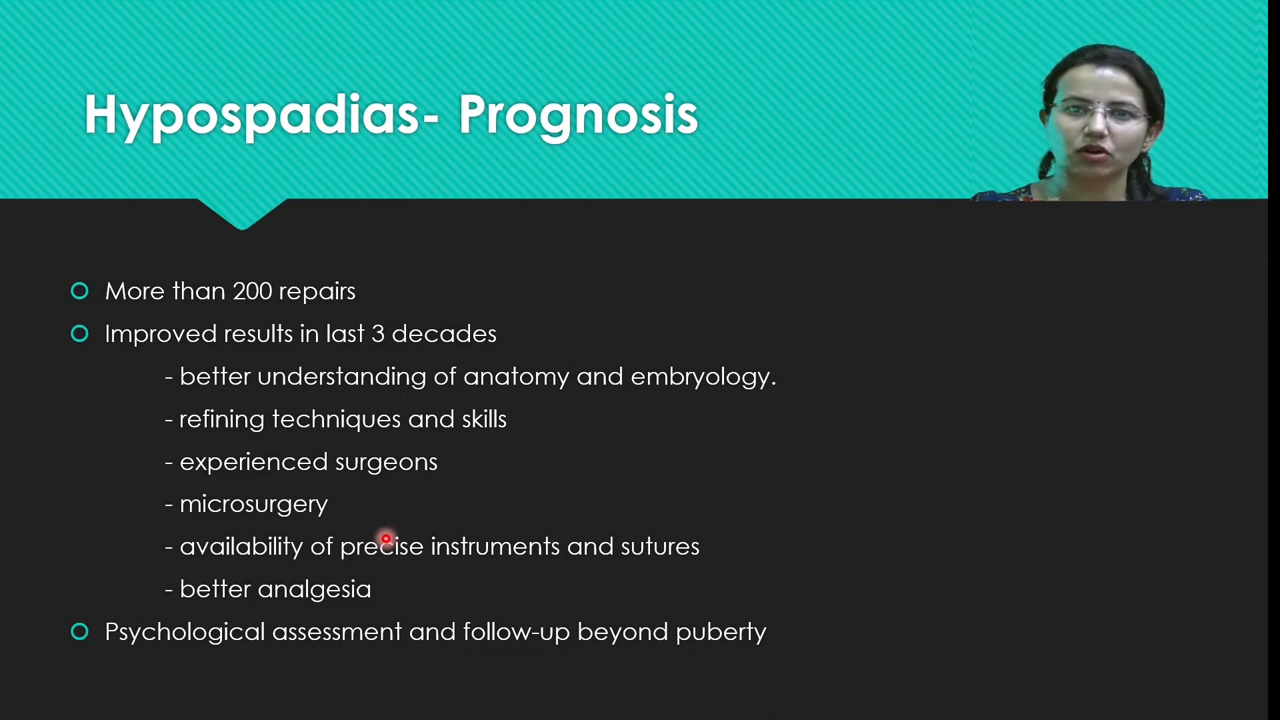 Hypospadias- Prognosis
More than 200 repairs
Improved results in last 3 decades
- better understanding of anatomy and embryology.
- refining techniques and skills
- experienced surgeons
- microsurgery
- availability of precise instruments and sutures
- better analgesia
Psychological assessment and follow-up beyond puberty